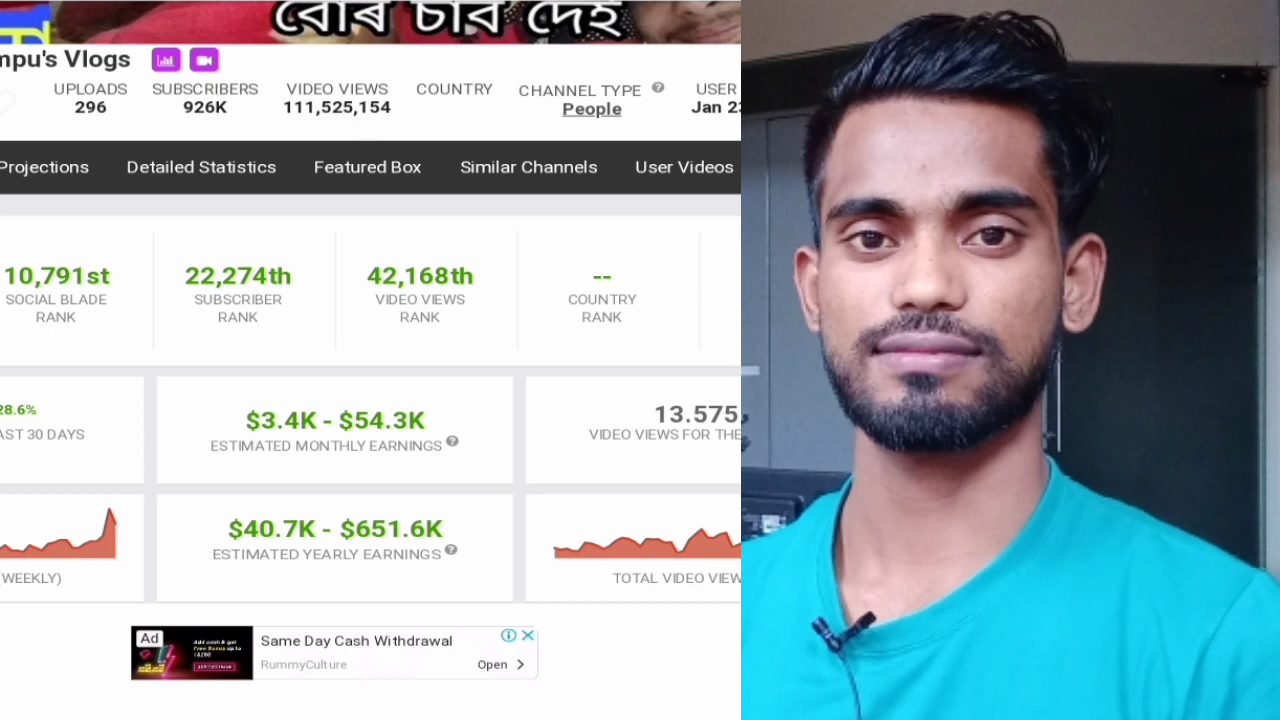 বোৰ চাব দেহি
mpu's Vlogs
UPLOADS
296
SUBSCRIBERS
926K
VIDEO VIEWS
111,525,154
COUNTRY
CHANNEL TYPE
People
USER
Jan 23
Projections Detailed Statistics Featured Box Similar Channels User Videos
10,791st
SOCIAL BLADE
RANK
22,274th
SUBSCRIBER
RANK
42,168th
VIDEO VIEWS
RANK
--
COUNTRY
RANK
28.6%
AST 30 DAYS
$3.4K - $54.3K
ESTIMATED MONTHLY EARNINGS
13.575
VIDEO VIEWS FOR THE
(WEEKLY)
$40.7K - $651.6K
ESTIMATED YEARLY EARNINGS
TOTAL VIDEO VIEW
Ad
Same Day Cash Withdrawal
RummyCulture
Open